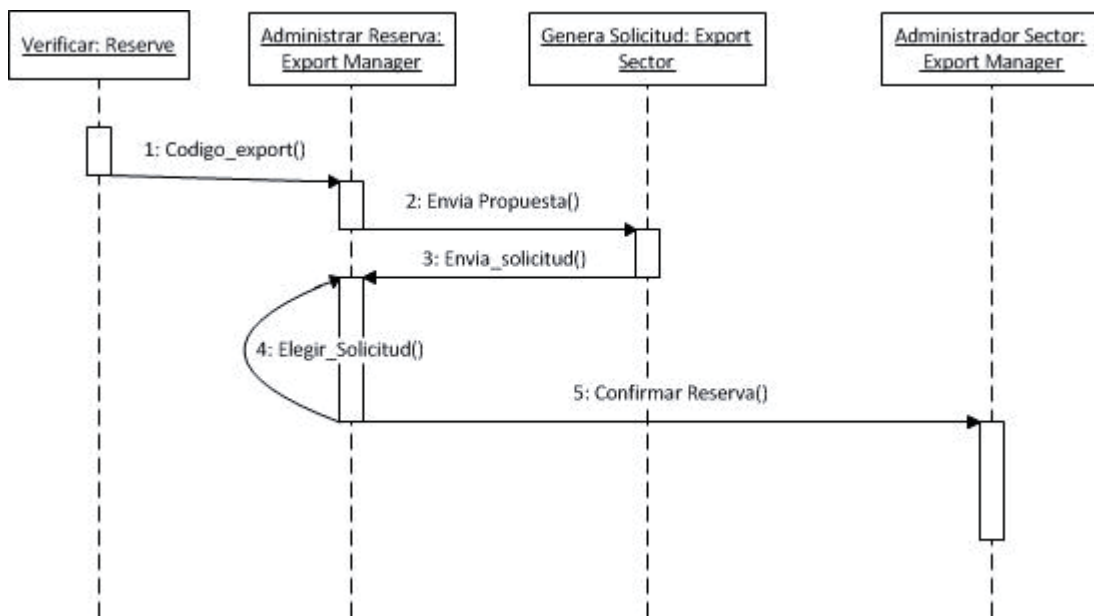 Verificar: Reserve
Administrar Reserva:
Export Manager
Genera Solicitud: Export
Sector
Administrador Sector:
Export Manager
1: Codigo_export()
2: Envia Propuesta()
3: Envia_solicitud()
4: Elegir_Solicitud()
5: Confirmar Reserva()